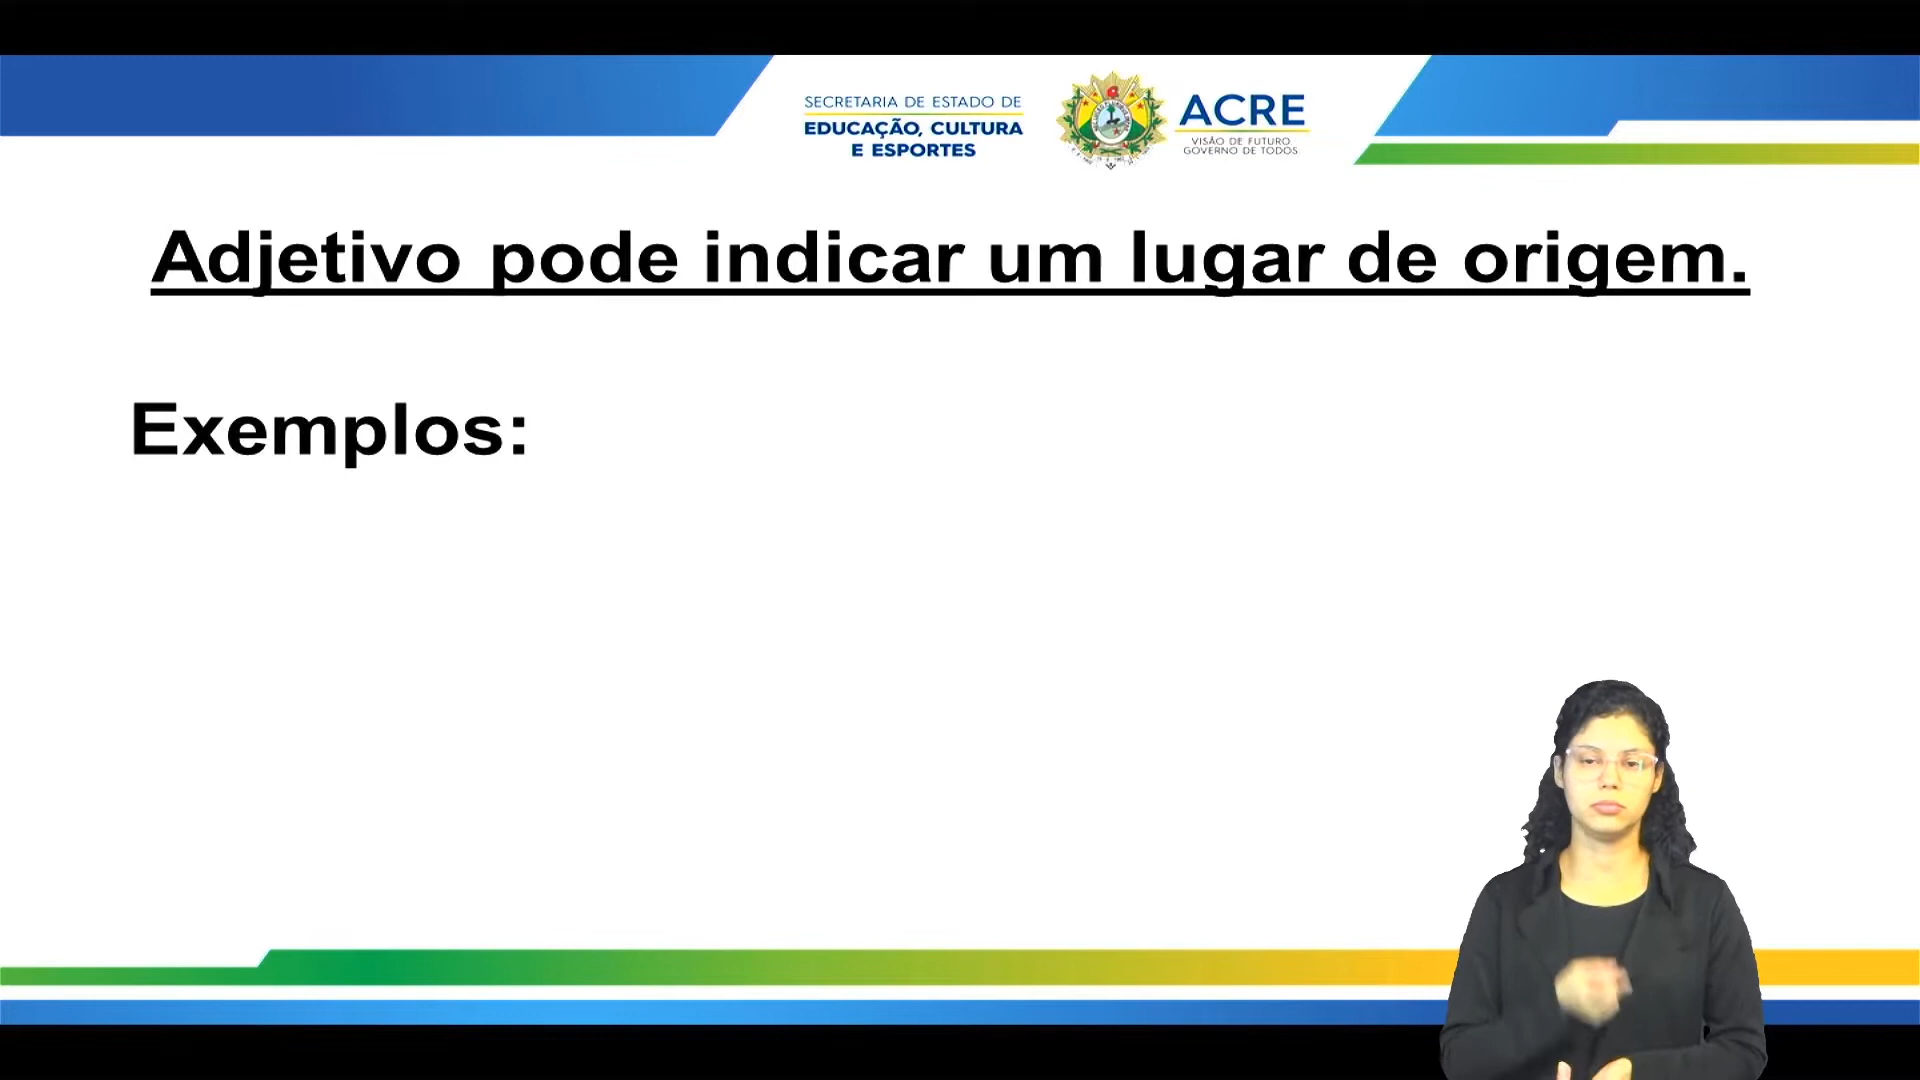 SECRETARIA DE ESTADO DE
EDUCAÇÃO, CULTURA
E ESPORTES
ACRE
VISÃO DE FUTURO
GOVERNO DE TODOS
Adjetivo pode indicar um lugar de origem.
Exemplos: